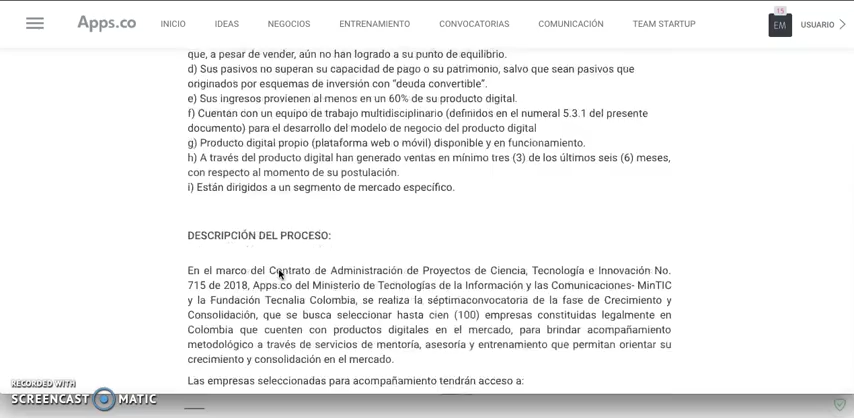 Apps.co
INICIO
IDEAS
NEGOCIOS
ENTRENAMIENTO
CONVOCATORIAS
COMUNICACIÓN
TEAM STARTUP
15
EM
USUARIO
que, a pesar de vender, aún no han logrado a su punto de equilibrio.
d) Sus pasivos no superan su capacidad de pago o su patrimonio, salvo que sean pasivos que
originados por esquemas de inversión con “deuda convertible”.
e) Sus ingresos provienen al menos en un 60% de su producto digital.
f) Cuentan con un equipo de trabajo multidisciplinario (definidos en el numeral 5.3.1 del presente
documento) para el desarrollo del modelo de negocio del producto digital
g) Producto digital propio (plataforma web o móvil) disponible y en funcionamiento.
h) A través del producto digital han generado ventas en mínimo tres (3) de los últimos seis (6) meses,
con respecto al momento de su postulación.
i) Están dirigidos a un segmento de mercado específico.
DESCRIPCIÓN DEL PROCESO:
En el marco del Contrato de Administración de Proyectos de Ciencia, Tecnología e Innovación No.
715 de 2018, Apps.co del Ministerio de Tecnologías de la Información y las Comunicaciones- MinTIC
y la Fundación Tecnalia Colombia, se realiza la séptimaconvocatoria de la fase de Crecimiento y
Consolidación, que se busca seleccionar hasta cien (100) empresas constituidas legalmente en
Colombia que cuenten con productos digitales en el mercado, para brindar acompañamiento
metodológico a través de servicios de mentoría, asesoría y entrenamiento que permitan orientar su
crecimiento y consolidación en el mercado.
Las empresas seleccionadas para acompañamiento tendrán acceso a:
RECORDED WITH
SCREENCAST MATIC